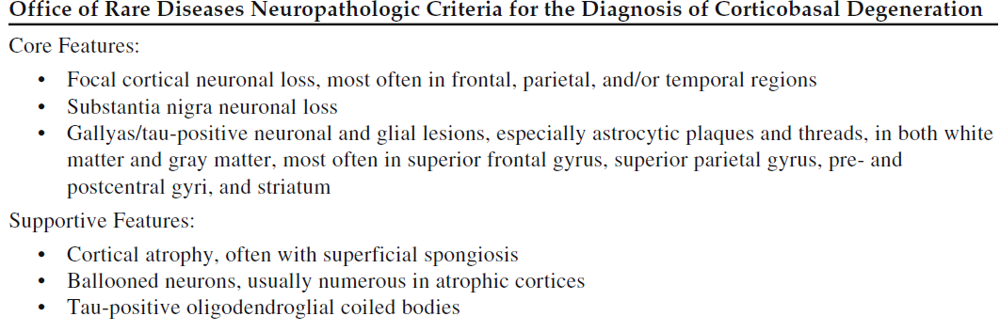 Office of Rare Diseases Neuropathologic Criteria for the Diagnosis of Corticobasal Degeneration
Core Features:
• Focal cortical neuronal loss, most often in frontal, parietal, and/or temporal regions
• Substantia nigra neuronal loss
• Gallyas/tau-positive neuronal and glial lesions, especially astrocytic plaques and threads, in both white
matter and gray matter, most often in superior frontal gyrus, superior parietal gyrus, pre- and
postcentral gyri, and striatum
Supportive Features:
• Cortical atrophy, often with superficial spongiosis
• Ballooned neurons, usually numerous in atrophic cortices
• Tau-positive oligodendroglial coiled bodies